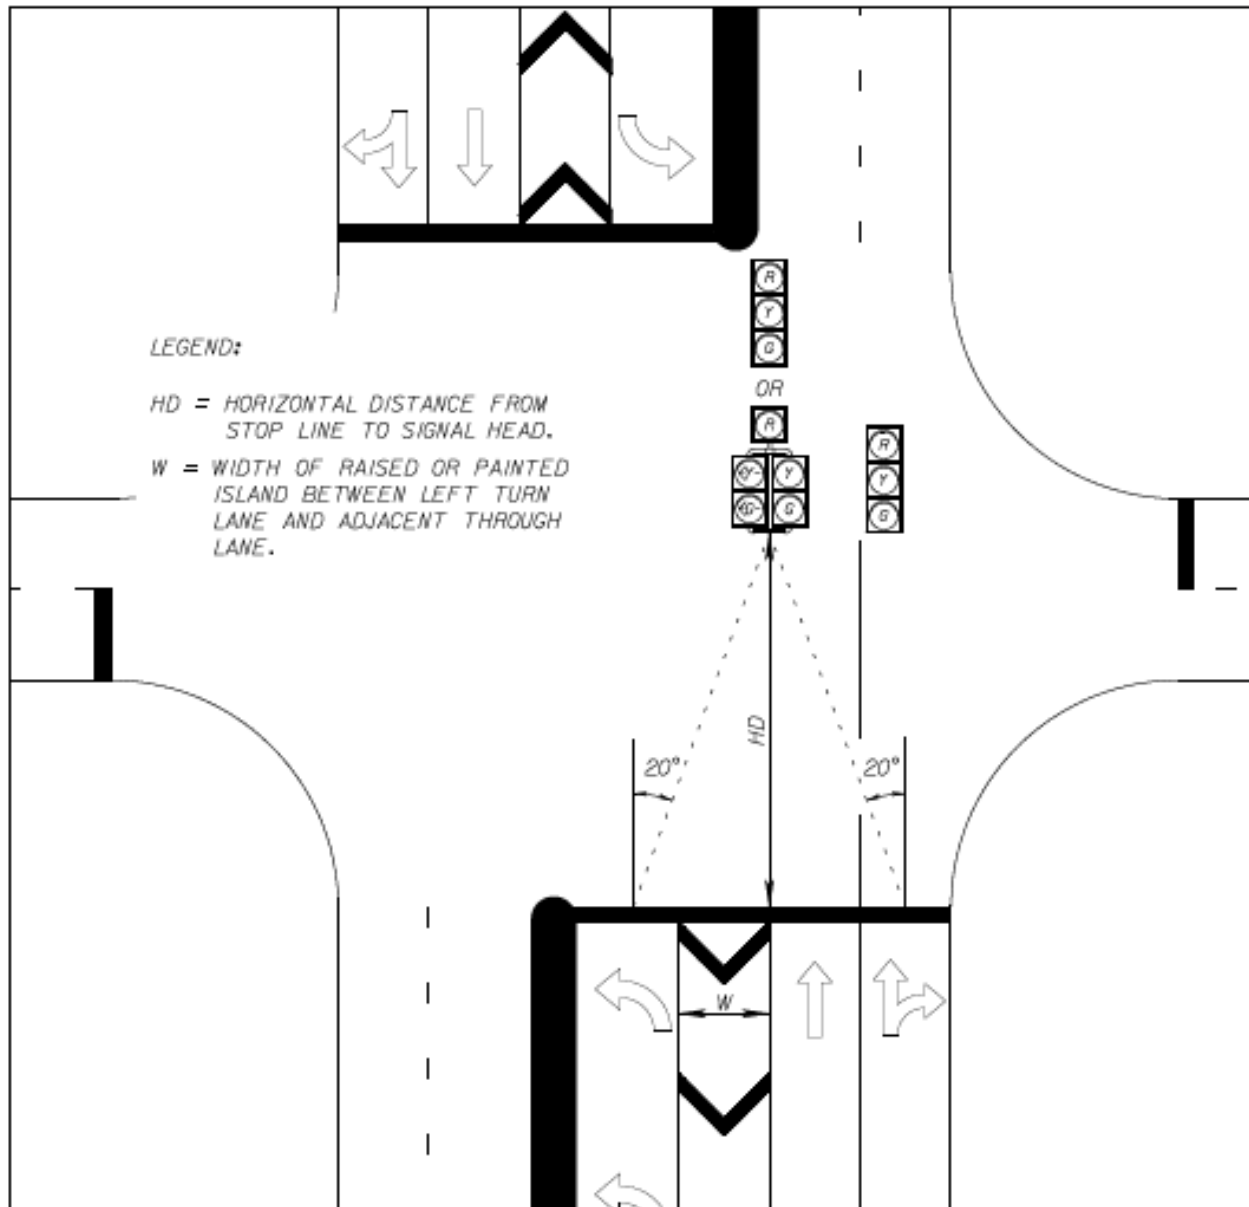 R
Y
G
OR
R
<Y- Y
<G- G
R
Y
G
LEGEND:
HD = HORIZONTAL DISTANCE FROM
STOP LINE TO SIGNAL HEAD.
W = WIDTH OF RAISED OR PAINTED
ISLAND BETWEEN LEFT TURN
LANE AND ADJACENT THROUGH
LANE.
HD
20°
20°
W